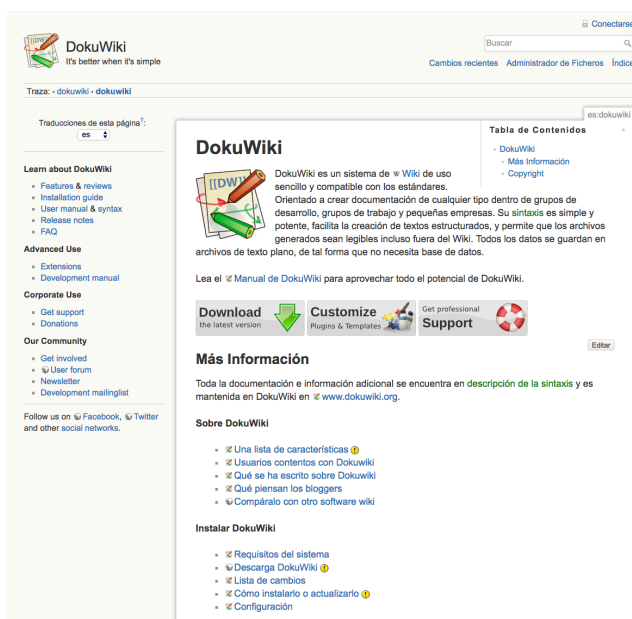 Conectarse
[[DW]]
DokuWiki
It's better when it's simple
Buscar
Cambios recientes Administrador de Ficheros Índice
Traza: • dokuwiki • dokuwiki
es:dokuwiki
Traducciones de esta página?:
es
Learn about DokuWiki
Features & reviews
Installation guide
User manual & syntax
Release notes
FAQ
Advanced Use
Extensions
Development manual
Corporate Use
Get support
Donations
Our Community
Get involved
User forum
Newsletter
Development mailinglist
Follow us on Facebook, Twitter
and other social networks.
Tabla de Contenidos
DokuWiki
Más Información
Copyright
DokuWiki
[[DW]]
DokuWiki es un sistema de W Wiki de uso
sencillo y compatible con los estándares.
Orientado a crear documentación de cualquier tipo dentro de grupos de
desarrollo, grupos de trabajo y pequeñas empresas. Su sintaxis es simple y
potente, facilita la creación de textos estructurados, y permite que los archivos
generados sean legibles incluso fuera del Wiki. Todos los datos se guardan en
archivos de texto plano, de tal forma que no necesita base de datos.
Lea el Manual de DokuWiki para aprovechar todo el potencial de DokuWiki.
Download
the latest version
Customize
Plugins & Templates
Get professional
Support
Editar
Más Información
Toda la documentación e información adicional se encuentra en descripción de la sintaxis y es
mantenida en DokuWiki en www.dokuwiki.org.
Sobre DokuWiki
Una lista de características
Usuarios contentos con Dokuwiki
Qué se ha escrito sobre Dokuwiki
Qué piensan los bloggers
Compáralo con otro software wiki
Instalar DokuWiki
Requisitos del sistema
Descarga DokuWiki
Lista de cambios
Cómo instalarlo o actualizarlo
Configuración